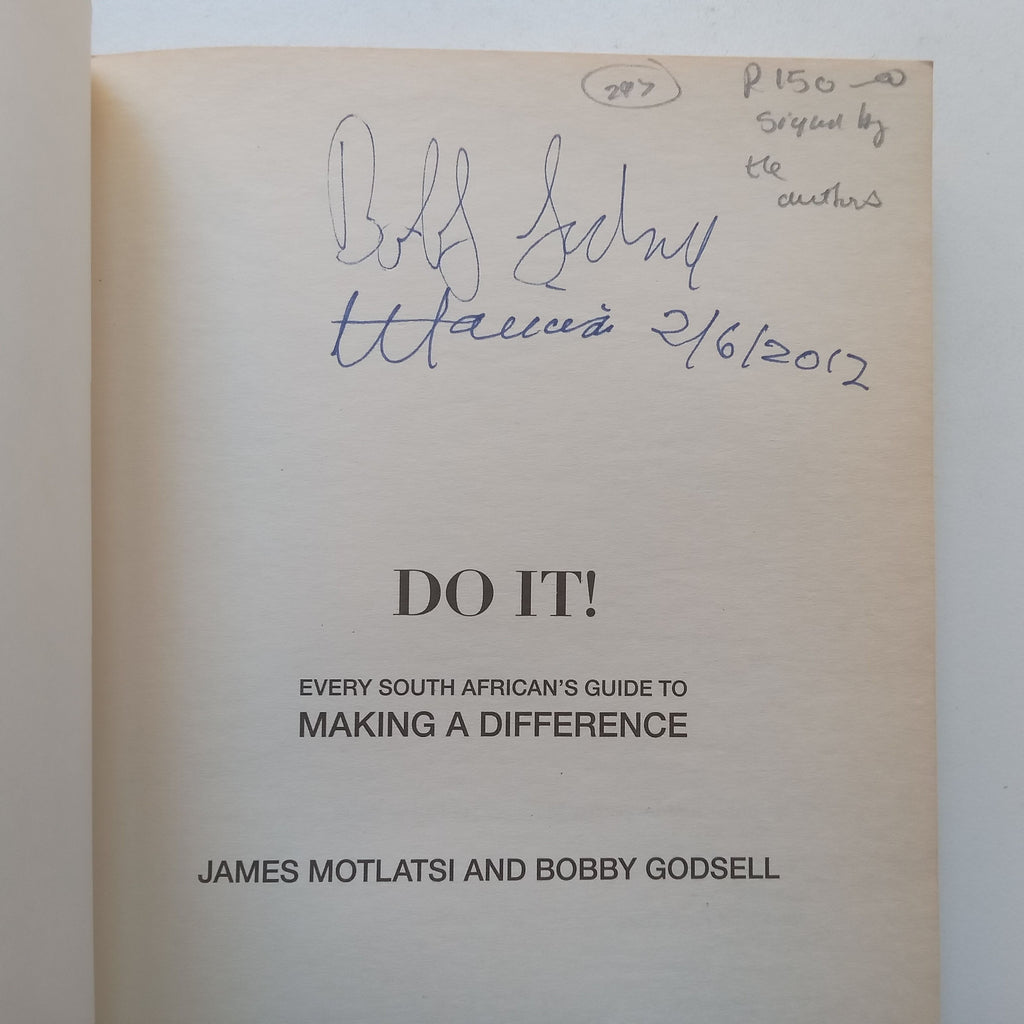 R150-00
signed by
the
authors
Bobby Godsell
2/6/2012
DO IT!
EVERY SOUTH AFRICAN'S GUIDE TO
MAKING A DIFFERENCE
JAMES MOTLATSI AND BOBBY GODSELL